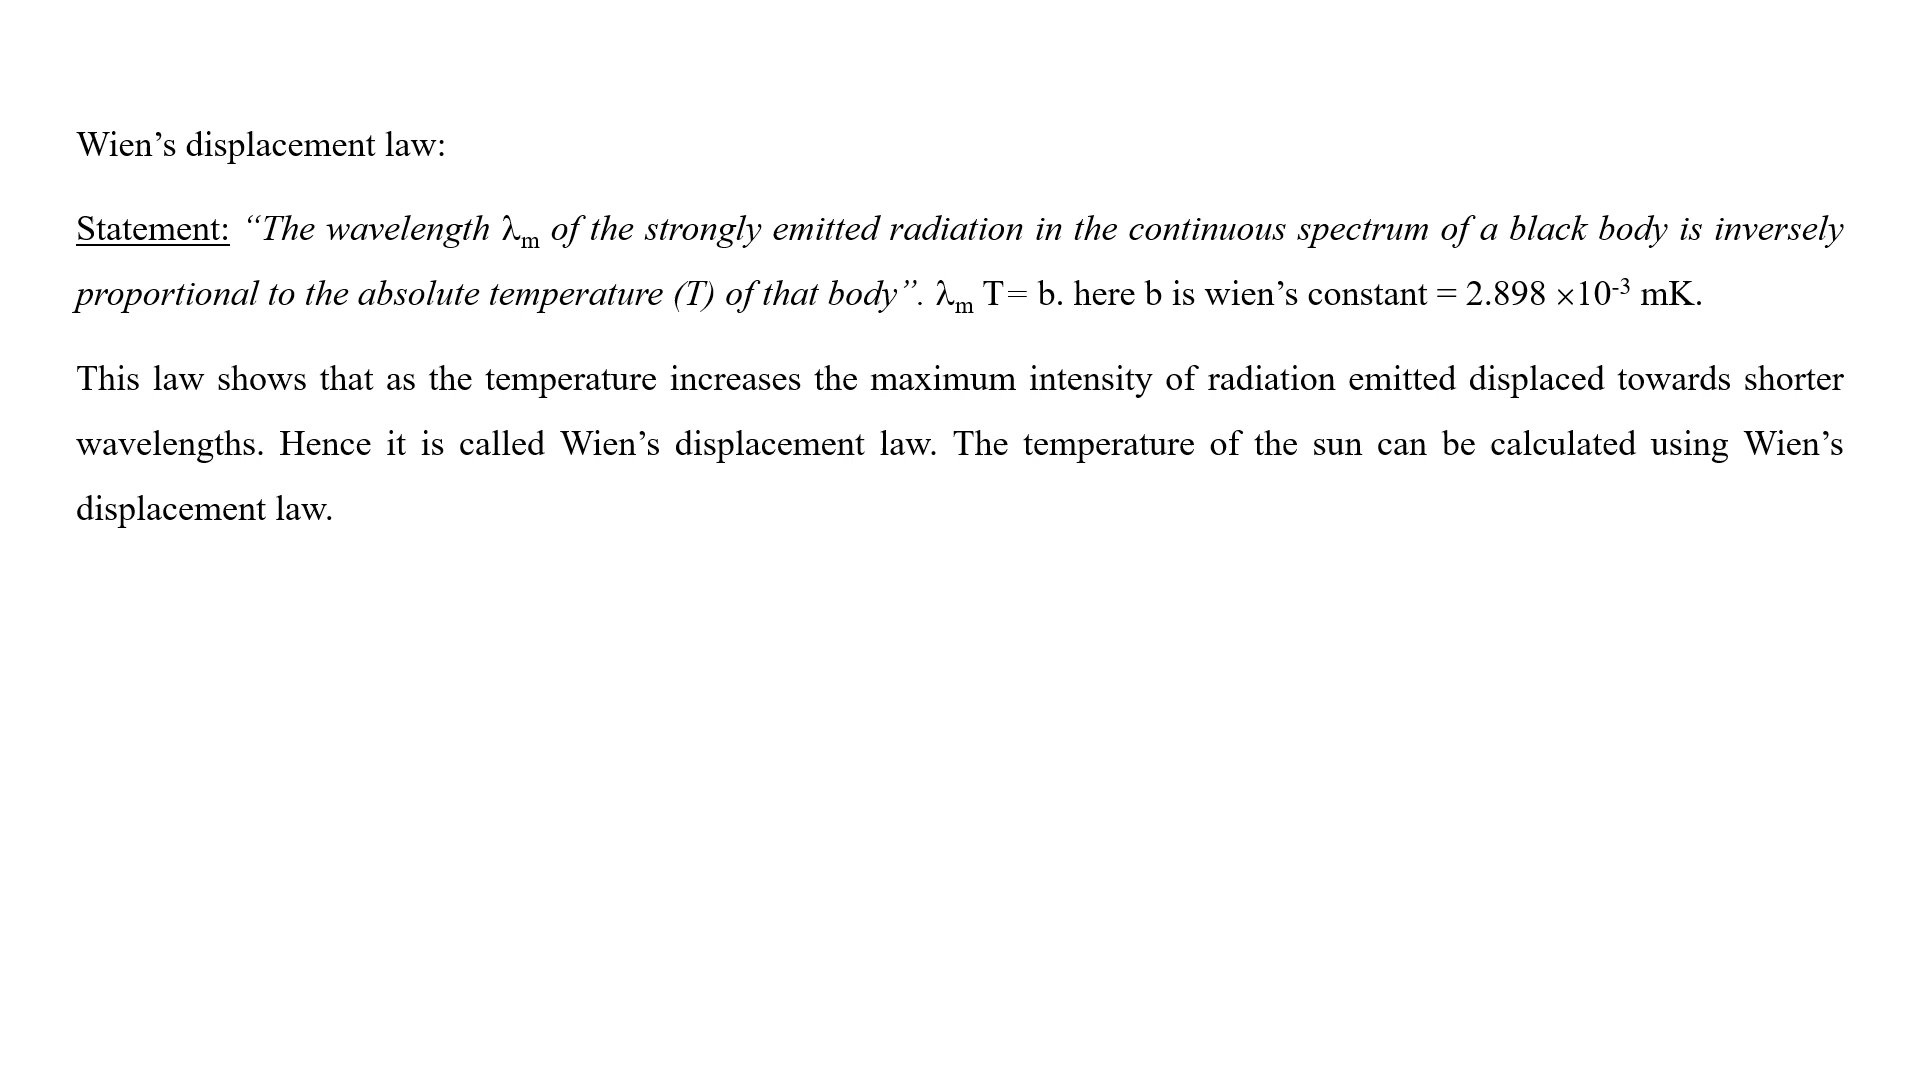 Wien’s displacement law:
Statement: “The wavelength λm of the strongly emitted radiation in the continuous spectrum of a black body is inversely
proportional to the absolute temperature (T) of that body”. λm T= b. here b is wien’s constant = 2.898 ×10-3 mK.
This law shows that as the temperature increases the maximum intensity of radiation emitted displaced towards shorter
wavelengths. Hence it is called Wien’s displacement law. The temperature of the sun can be calculated using Wien’s
displacement law.